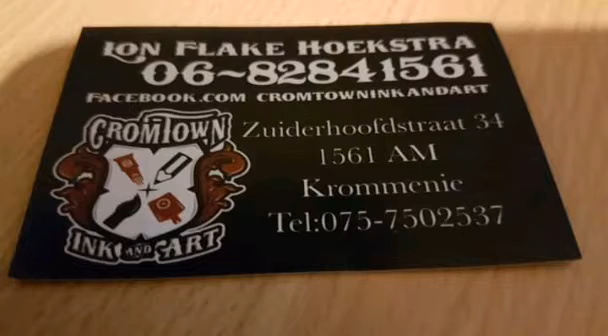 Lon Flake Hoekstra
06~82841561
Facebook.com cromtowninkandart
CromTown
Ink and Art
Zuiderhoofdstraat 34
1561 AM
Krommenie
Tel:075-7502537